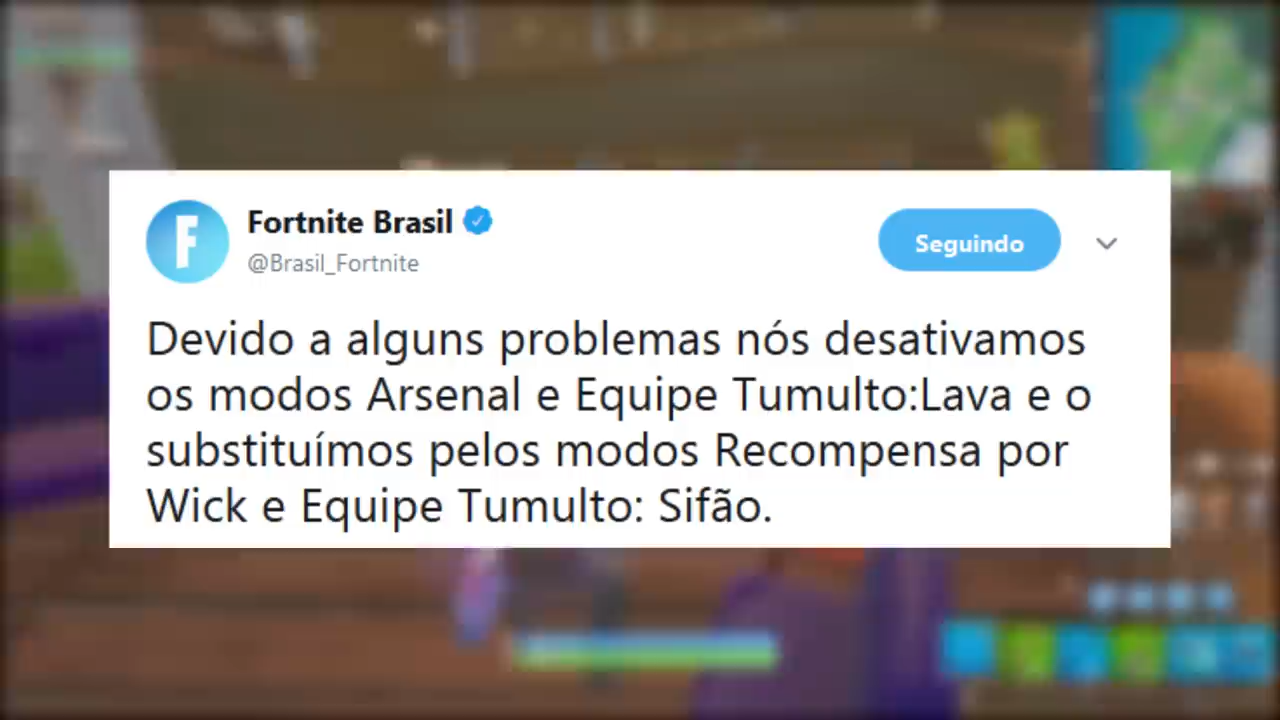 Fortnite Brasil
@Brasil_Fortnite
Seguindo
Devido a alguns problemas nós desativamos
os modos Arsenal e Equipe Tumulto:Lava e o
substituímos pelos modos Recompensa por
Wick e Equipe Tumulto: Sifão.